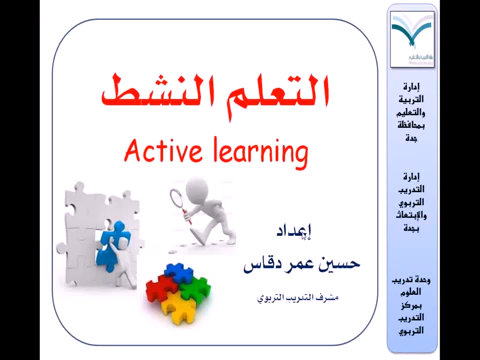 التعلم النشط
Active learning
إعداد
حسين عمر دقاس
مشرف التدريب التربوي
إدارة
التربية
والتعليم
بمحافظة
جدة
إدارة
التدريب
التربوي
والإبتعاث
بجدة
وحدة تدريب
العلوم
بمركز
التدريب
التربوي